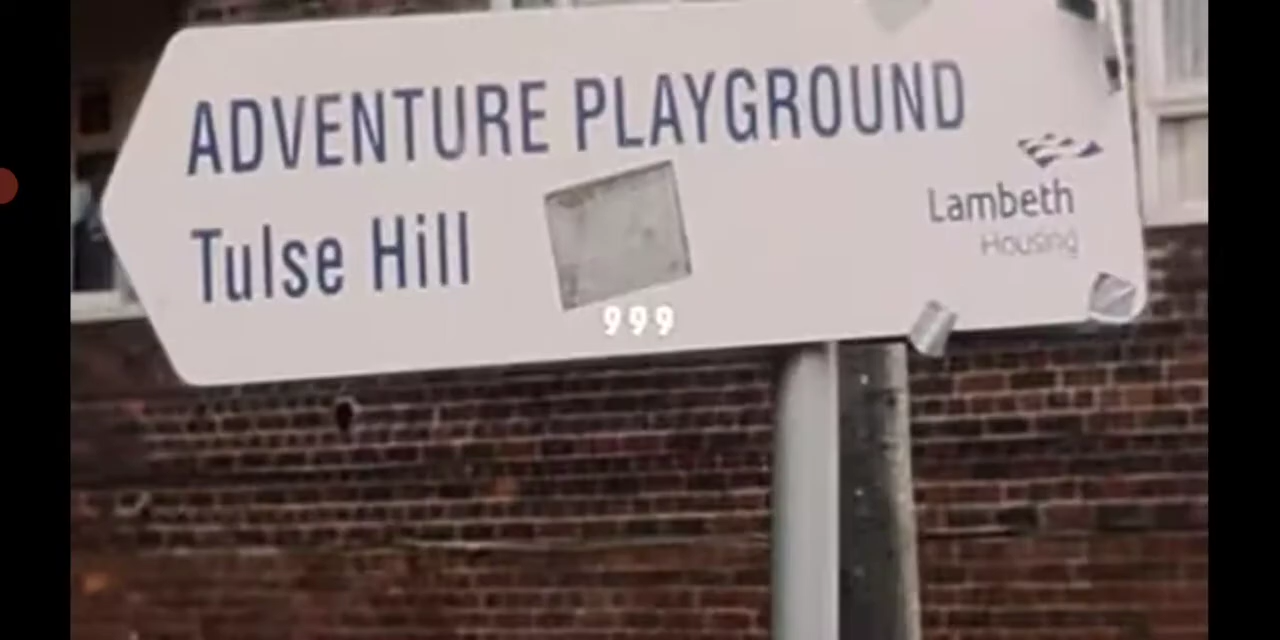 ADVENTURE PLAYGROUND
Tulse Hill
Lambeth
Housing
999